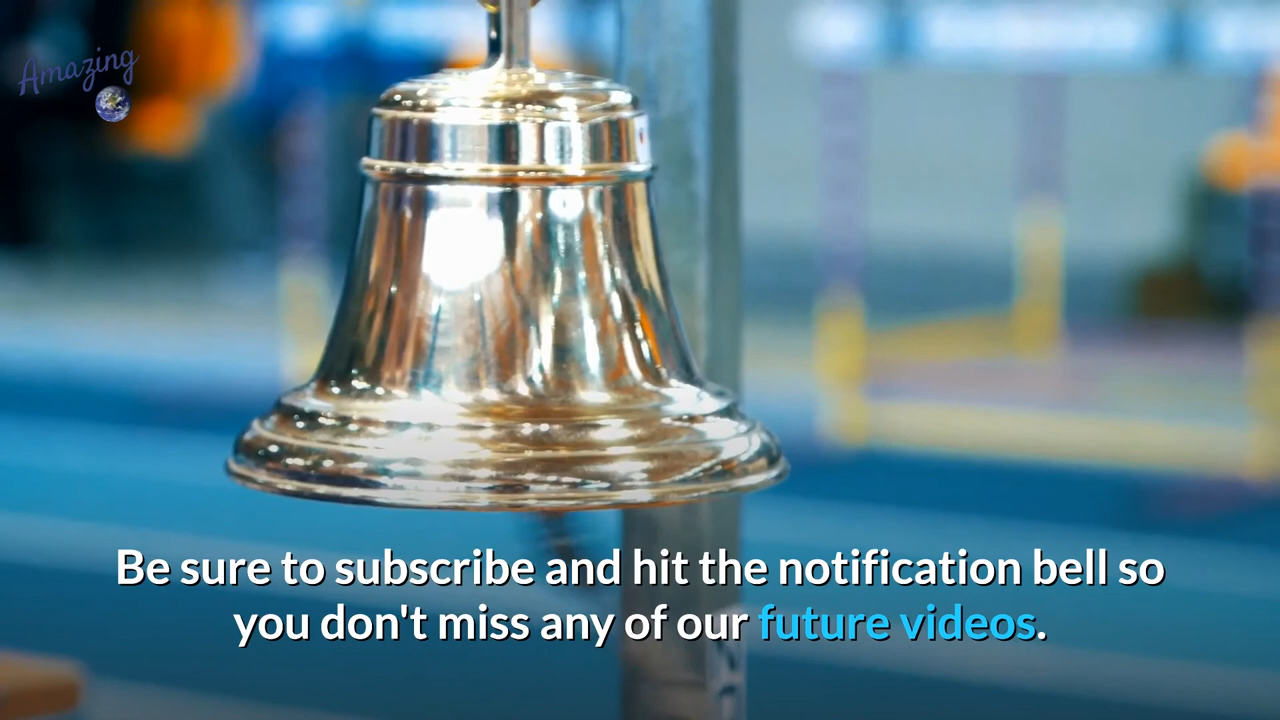 Amazing
Be sure to subscribe and hit the notification bell so
you don't miss any of our future videos.